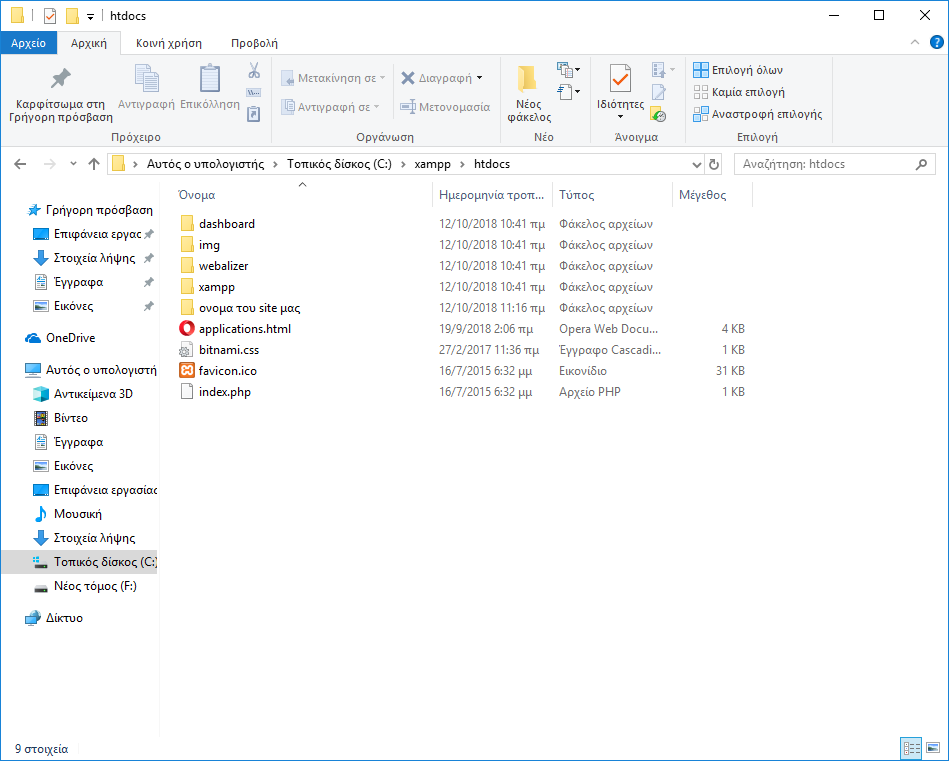 htdocs
Αρχείο Αρχική Κοινή χρήση Προβολή
Καρφίτσωμα στη Γρήγορη πρόσβαση
Αντιγραφή
Επικόλληση
Πρόχειρο
Μετακίνηση σε
Αντιγραφή σε
Διαγραφή
Μετονομασία
Οργάνωση
Νέος φάκελος
Νέο
Ιδιότητες
Άνοιγμα
Επιλογή όλων
Καμία επιλογή
Αναστροφή επιλογής
Επιλογή
Αυτός ο υπολογιστής > Τοπικός δίσκος (C:) > xampp > htdocs
Αναζήτηση: htdocs
Γρήγορη πρόσβαση
Επιφάνεια εργας
Στοιχεία λήψης
Έγγραφα
Εικόνες
OneDrive
Αυτός ο υπολογιστή
Αντικείμενα 3D
Βίντεο
Έγγραφα
Εικόνες
Επιφάνεια εργασίας
Μουσική
Στοιχεία λήψης
Τοπικός δίσκος (C:)
Νέος τόμος (F:)
Δίκτυο
Όνομα Ημερομηνία τροπ... Τύπος Μέγεθος
dashboard 12/10/2018 10:41 πμ Φάκελος αρχείων
img 12/10/2018 10:41 πμ Φάκελος αρχείων
webalizer 12/10/2018 10:41 πμ Φάκελος αρχείων
xampp 12/10/2018 10:41 πμ Φάκελος αρχείων
ονομα του site μας 12/10/2018 11:16 πμ Φάκελος αρχείων
applications.html 19/9/2018 2:06 πμ Opera Web Docu... 4 KB
bitnami.css 27/2/2017 11:36 πμ Έγγραφο Cascadi... 1 KB
favicon.ico 16/7/2015 6:32 μμ Εικονίδιο 31 KB
index.php 16/7/2015 6:32 μμ Αρχείο PHP 1 KB
9 στοιχεία